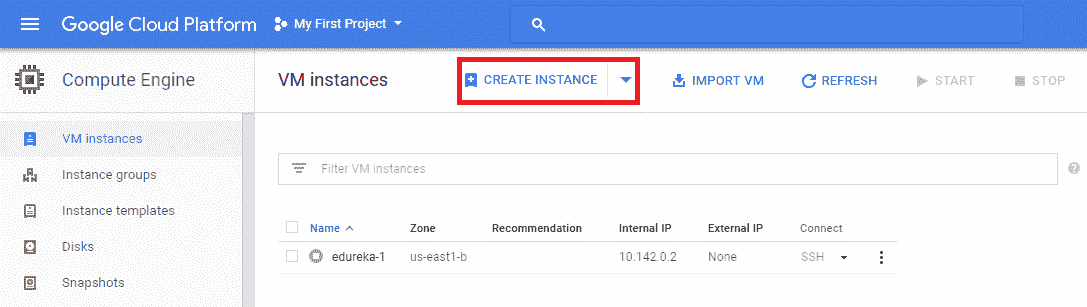 Google Cloud Platform My First Project
Compute Engine
VM instances CREATE INSTANCE IMPORT VM REFRESH START STOP
VM instances
Instance groups
Instance templates
Disks
Snapshots
Filter VM instances ?
Name Zone Recommendation Internal IP External IP Connect
edureka-1 us-east1-b 10.142.0.2 None SSH